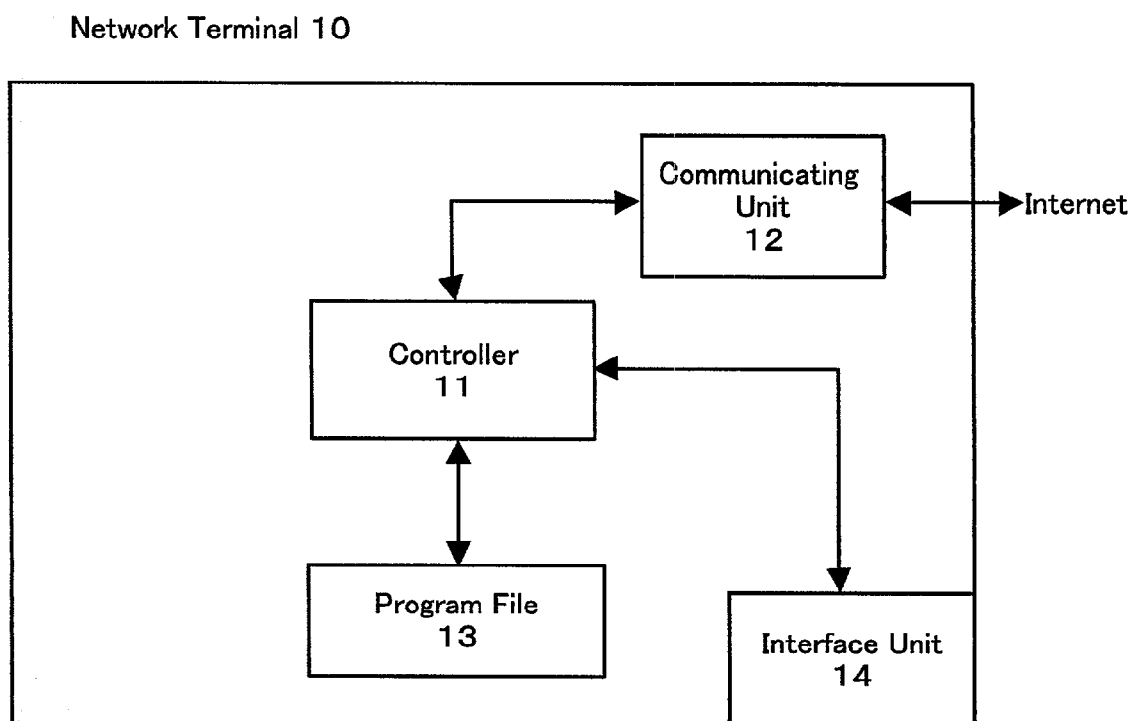 Network Terminal 10
Communicating
Unit
12
Internet
Controller
11
Program File
13
Interface Unit
14